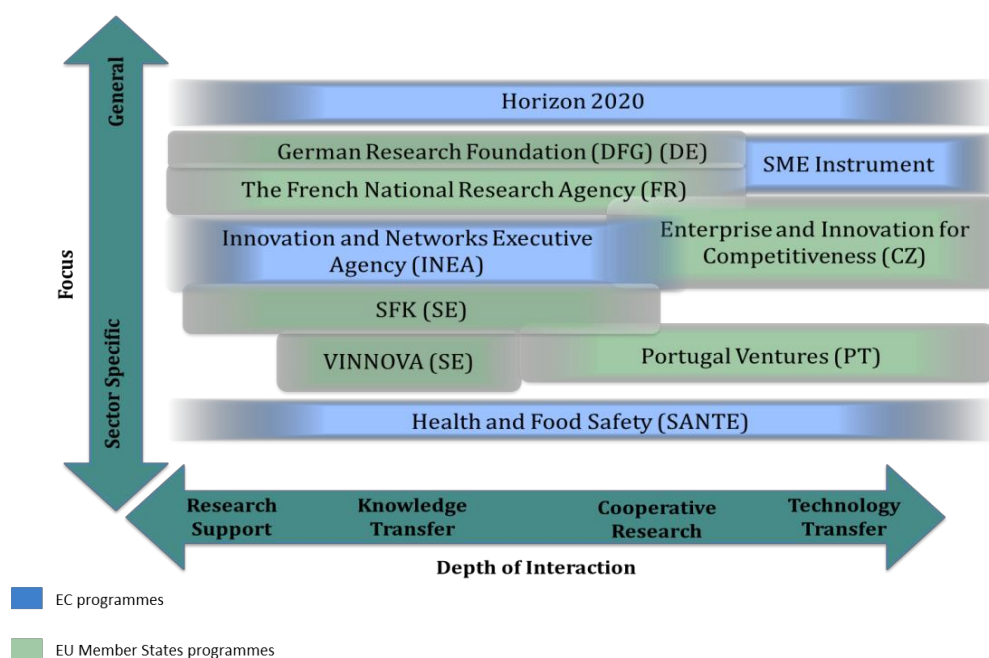 General
Focus
Sector Specific
Horizon 2020
German Research Foundation (DFG) (DE)
SME Instrument
The French National Research Agency (FR)
Enterprise and Innovation for
Competitiveness (CZ)
Innovation and Networks Executive
Agency (INEA)
SFK (SE)
VINNOVA (SE)
Portugal Ventures (PT)
Health and Food Safety (SANTE)
Research
Support
Knowledge
Transfer
Cooperative
Research
Technology
Transfer
Depth of Interaction
EC programmes
EU Member States programmes